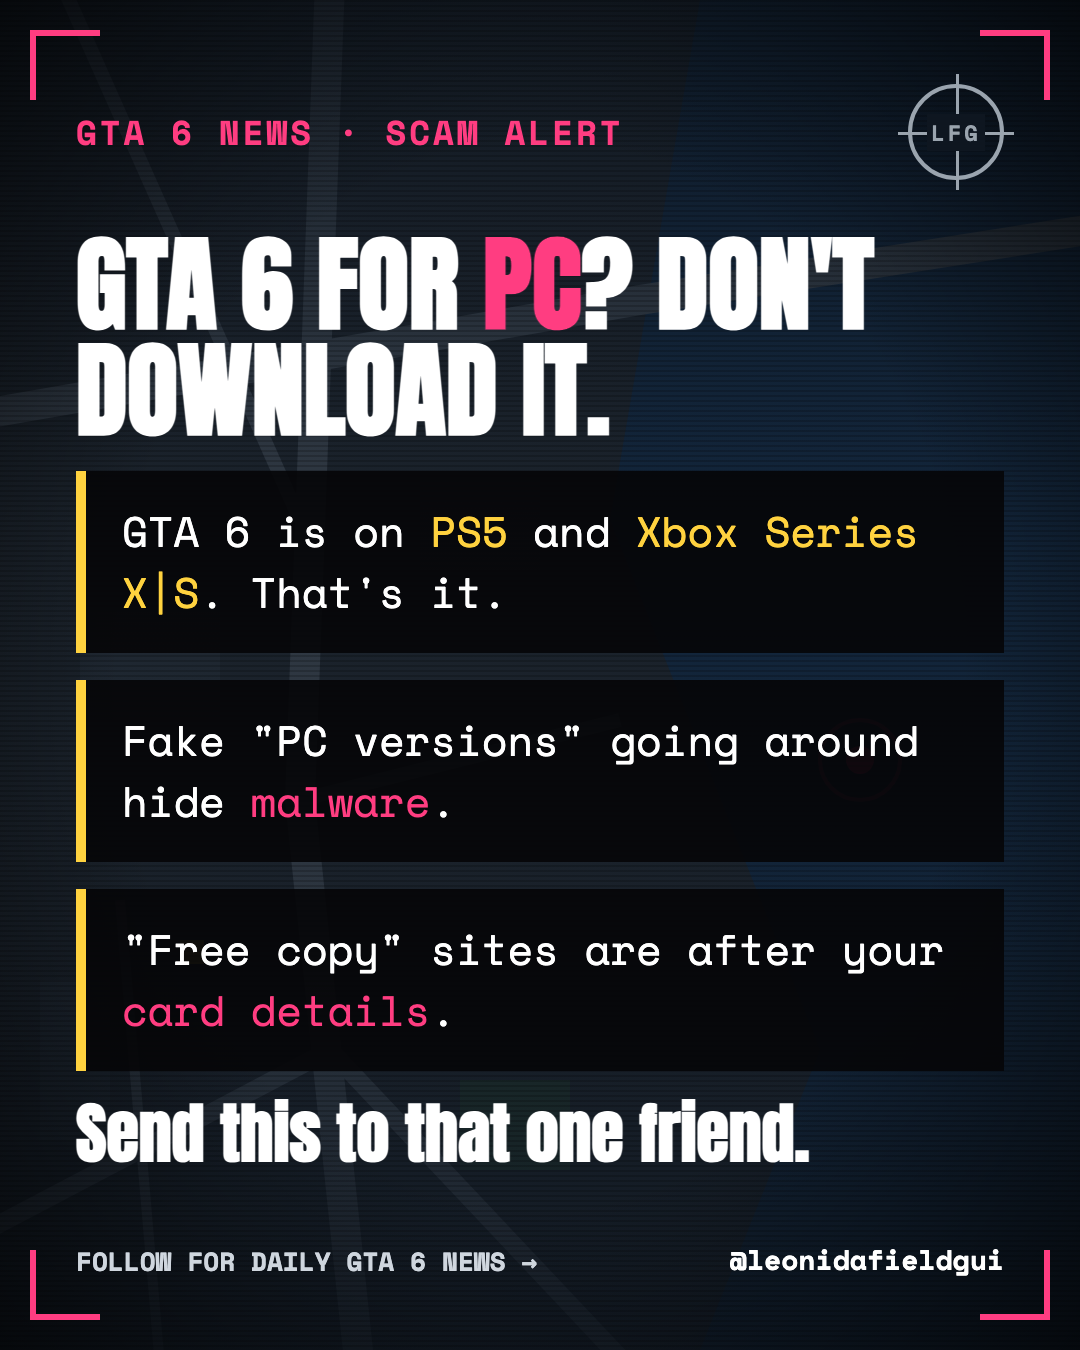 GTA 6 NEWS · SCAM ALERT
LFG
GTA 6 FOR PC? DON'T
DOWNLOAD IT.
GTA 6 is on PS5 and Xbox Series
X|S. That's it.
Fake "PC versions" going around
hide malware.
"Free copy" sites are after your
card details.
Send this to that one friend.
FOLLOW FOR DAILY GTA 6 NEWS →
@leonidafieldgui